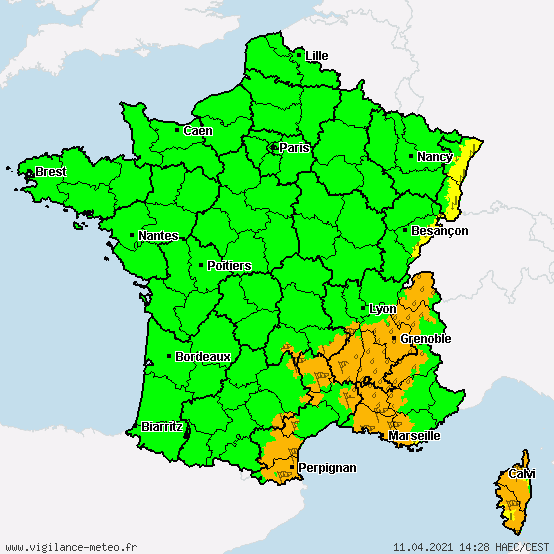 Lille
Caen
Paris
Nancy
Brest
Besançon
Nantes
Poitiers
Lyon
Grenoble
Bordeaux
Biarritz
Marseille
Perpignan
Calvi
www.vigilance-meteo.fr
11.04.2021 14:28 HAEC/CEST